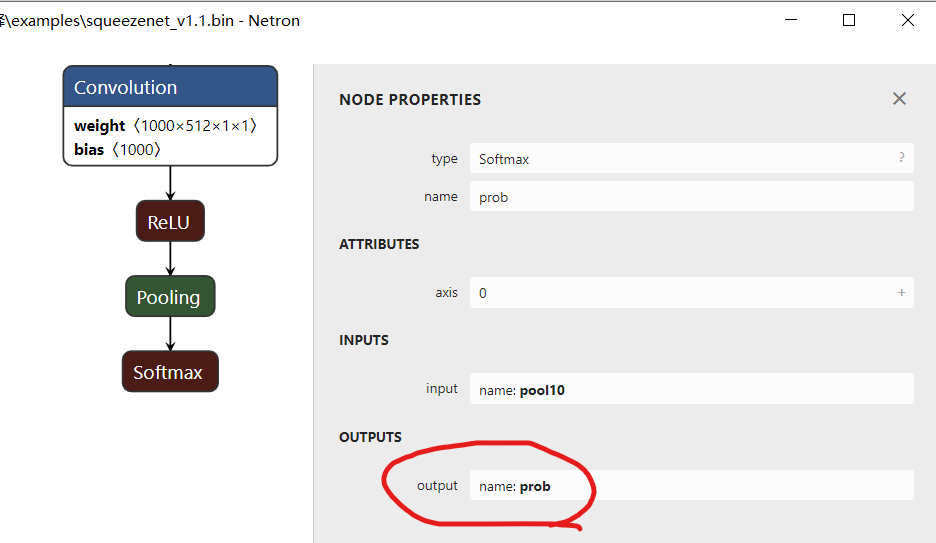 译\examples\squeezenet_v1.1.bin - Netron
Convolution
weight〈1000×512×1×1〉
bias〈1000〉
ReLU
Pooling
Softmax
NODE PROPERTIES
type Softmax ?
name prob
ATTRIBUTES
axis 0 +
INPUTS
input name: pool10
OUTPUTS
output name: prob